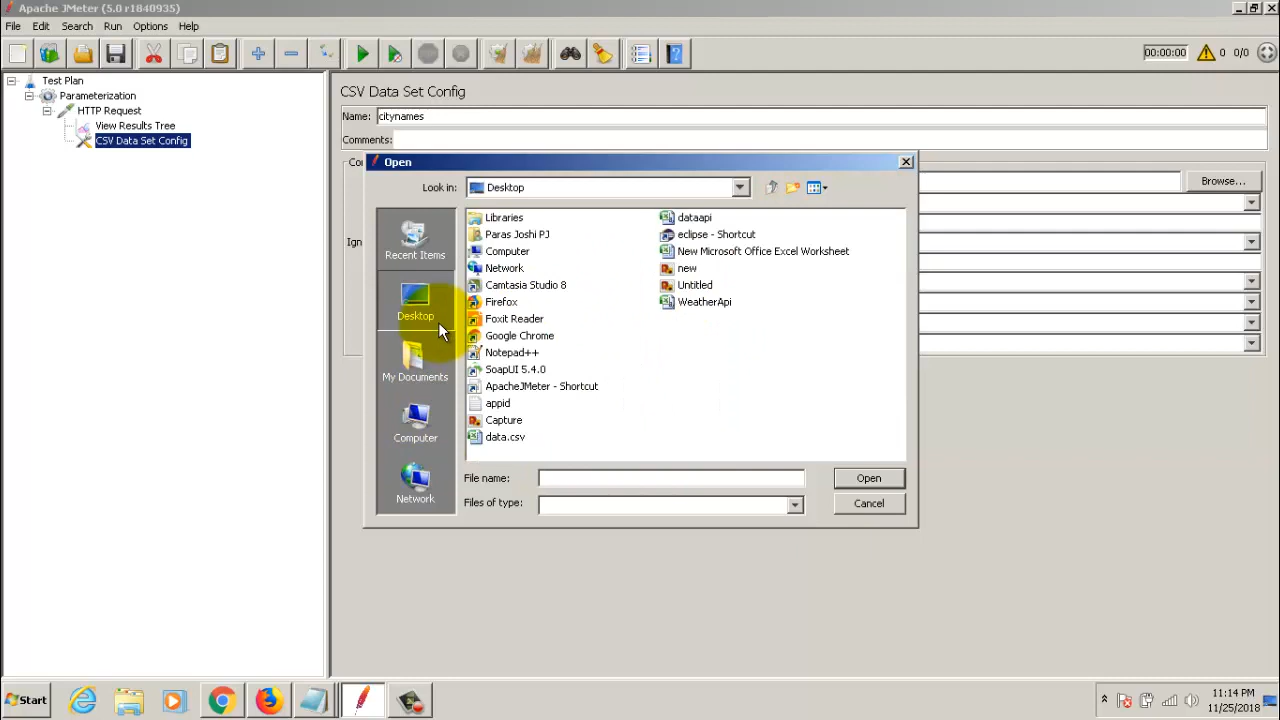 Apache JMeter (5.0 r1840935)
File Edit Search Run Options Help
00:00:00 0 0/0
Test Plan
Parameterization
HTTP Request
View Results Tree
CSV Data Set Config
CSV Data Set Config
Name: citynames
Comments:
Open
Look in: Desktop
Browse...
Recent Items
Desktop
My Documents
Computer
Network
Libraries
Paras Joshi PJ
Computer
Network
Camtasia Studio 8
Firefox
Foxit Reader
Google Chrome
Notepad++
SoapUI 5.4.0
ApacheJMeter - Shortcut
appid
Capture
data.csv
dataapi
eclipse - Shortcut
New Microsoft Office Excel Worksheet
new
Untitled
WeatherApi
File name:
Open
Files of type:
Cancel
Start
11:14 PM
11/25/2018